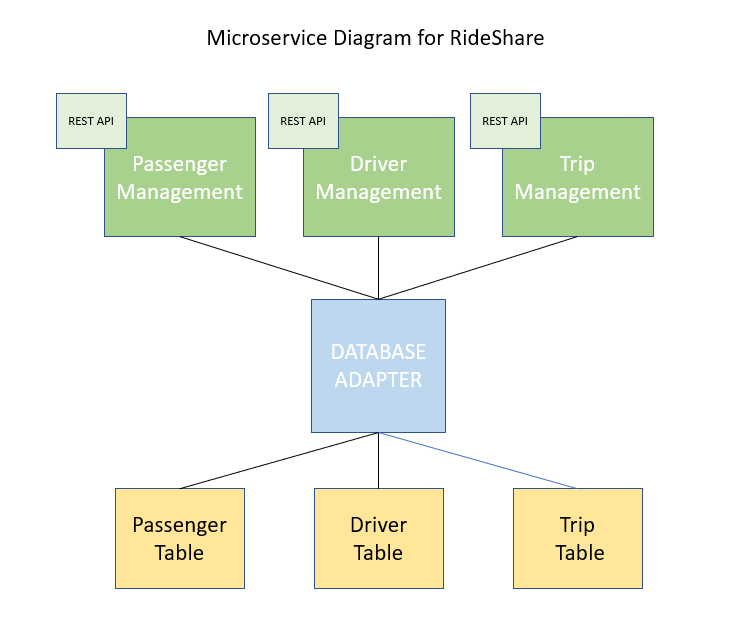 Microservice Diagram for RideShare
REST API
REST API
REST API
Passenger
Management
Driver
Management
Trip
Management
DATABASE
ADAPTER
Passenger
Table
Driver
Table
Trip
Table